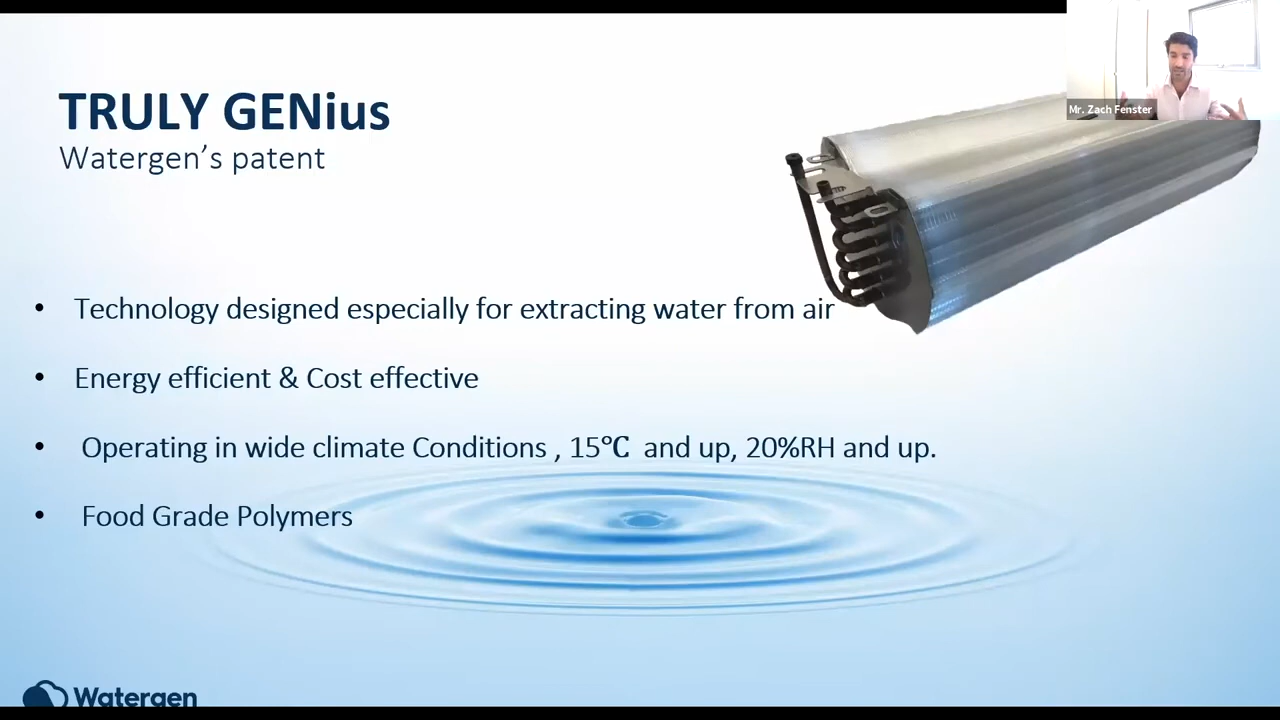 Mr. Zach Fenster
TRULY GENius
Watergen’s patent
• Technology designed especially for extracting water from air
• Energy efficient & Cost effective
• Operating in wide climate Conditions , 15℃ and up, 20%RH and up.
• Food Grade Polymers
Watergen